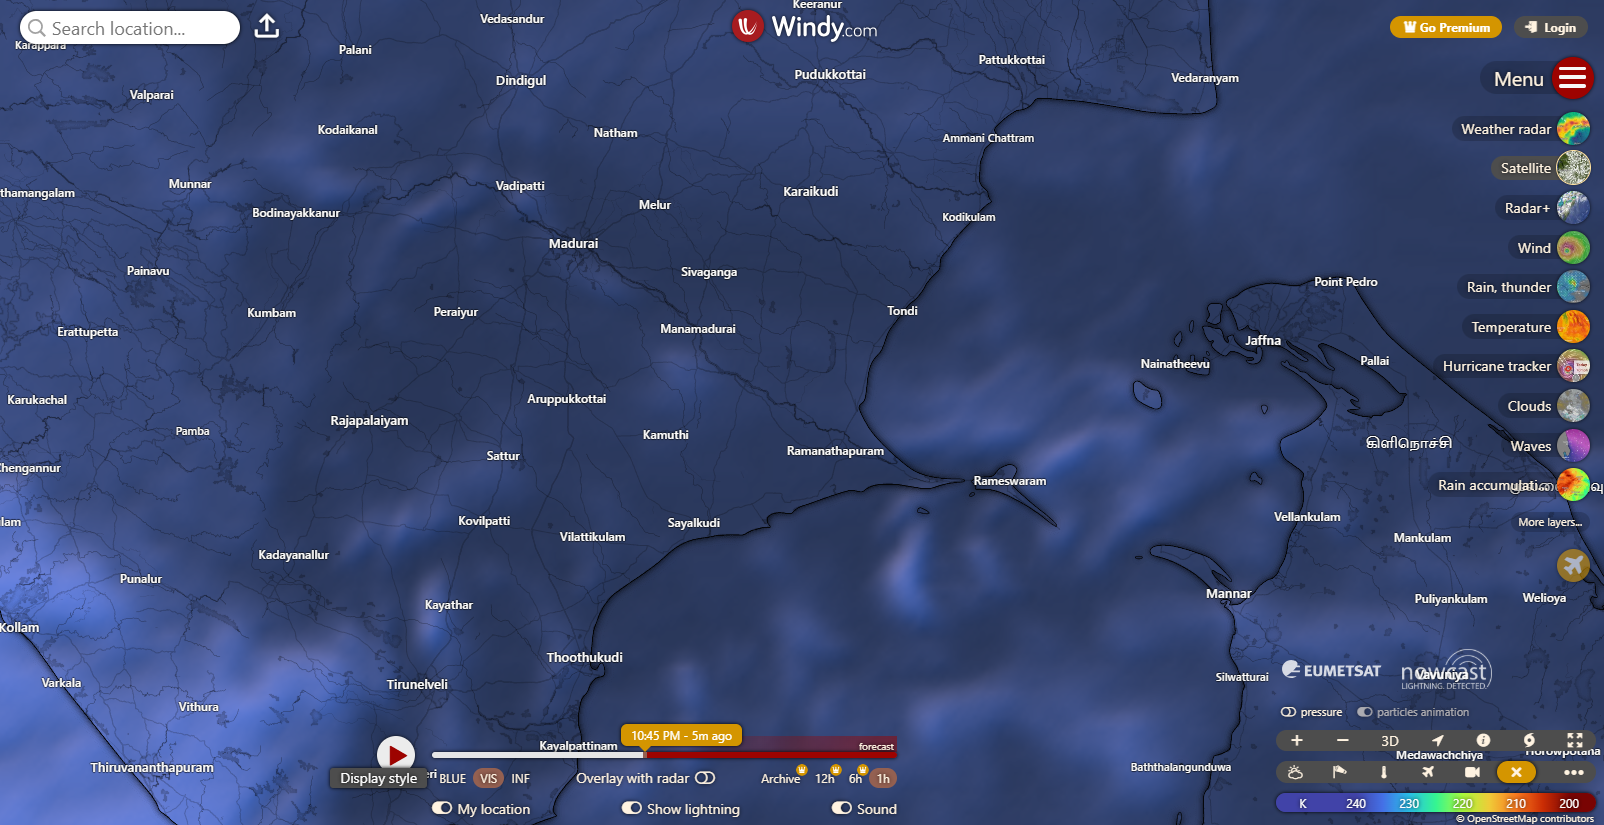 Search location...
Windy.com
Go Premium
Login
Menu
Weather radar
Satellite
Radar+
Wind
Rain, thunder
Temperature
Hurricane tracker
Clouds
Waves
Rain accumulati...
More layers...
Keeranur
Vedasandur
Karappara
Palani
Pattukkottai
Dindigul
Pudukkottai
Vedaranyam
Valparai
Kodaikanal
Natham
Ammani Chattram
Munnar
Vadipatti
Karaikudi
thamangalam
Melur
Bodinayakkanur
Kodikulam
Madurai
Painavu
Sivaganga
Point Pedro
Kumbam
Peraiyur
Tondi
Erattupetta
Manamadurai
Jaffna
Nainatheevu
Pallai
Karukachal
Aruppukkottai
Rajapalaiyam
Pamba
Kamuthi
கிளிநொச்சி
Sattur
Ramanathapuram
Chengannur
Rameswaram
Kovilpatti
Sayalkudi
Vellankulam
Vilattikulam
Mankulam
Kadayanallur
Punalur
Kayathar
Mannar
Puliyankulam
Welioya
Kollam
Thoothukudi
Varkala
Tirunelveli
Silwatturai
Vavuniya
Vithura
Kayalpattinam
Thiruvananthapuram
Baththalangunduwa
Medawachchiya
Horowpotana
EUMETSAT
nowcast
LIGHTNING. DETECTED.
pressure
particles animation
3D
K 240 230 220 210 200
© OpenStreetMap contributors
10:45 PM - 5m ago
forecast
Display style
BLUE VIS INF
Overlay with radar
Archive 12h 6h 1h
My location
Show lightning
Sound